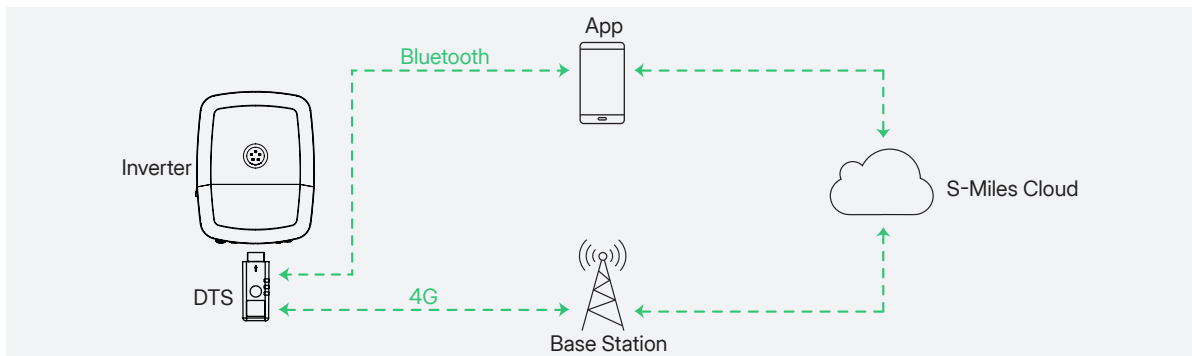 App
Bluetooth
Inverter
S-Miles Cloud
DTS
4G
Base Station